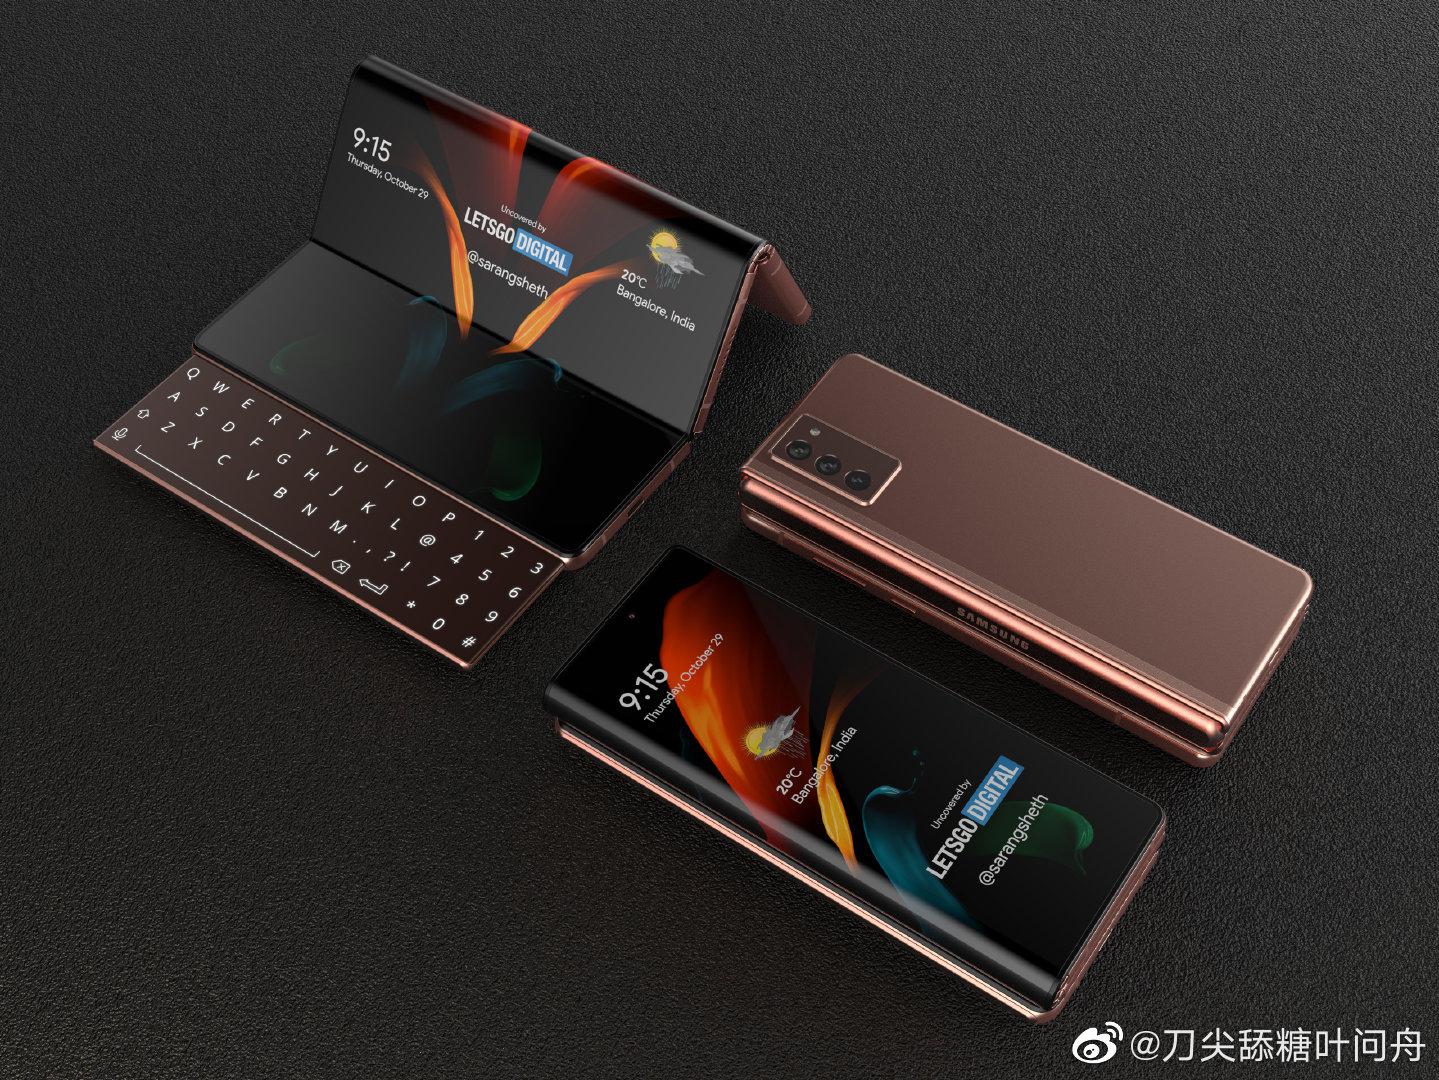 9:15
Thursday, October 29
Uncovered by
LETSGO DIGITAL
@sarangsheth
20°C
Bangalore, India
Q W E R T Y U I O P 1 2 3
A S D F G H J K L @ 4 5 6
Z X C V B N M . , ? ! 7 8 9
* 0 #
SAMSUNG
9:15
Thursday, October 29
20°C
Bangalore, India
Uncovered by
LETSGO DIGITAL
@sarangsheth
@刀尖舔糖叶问舟